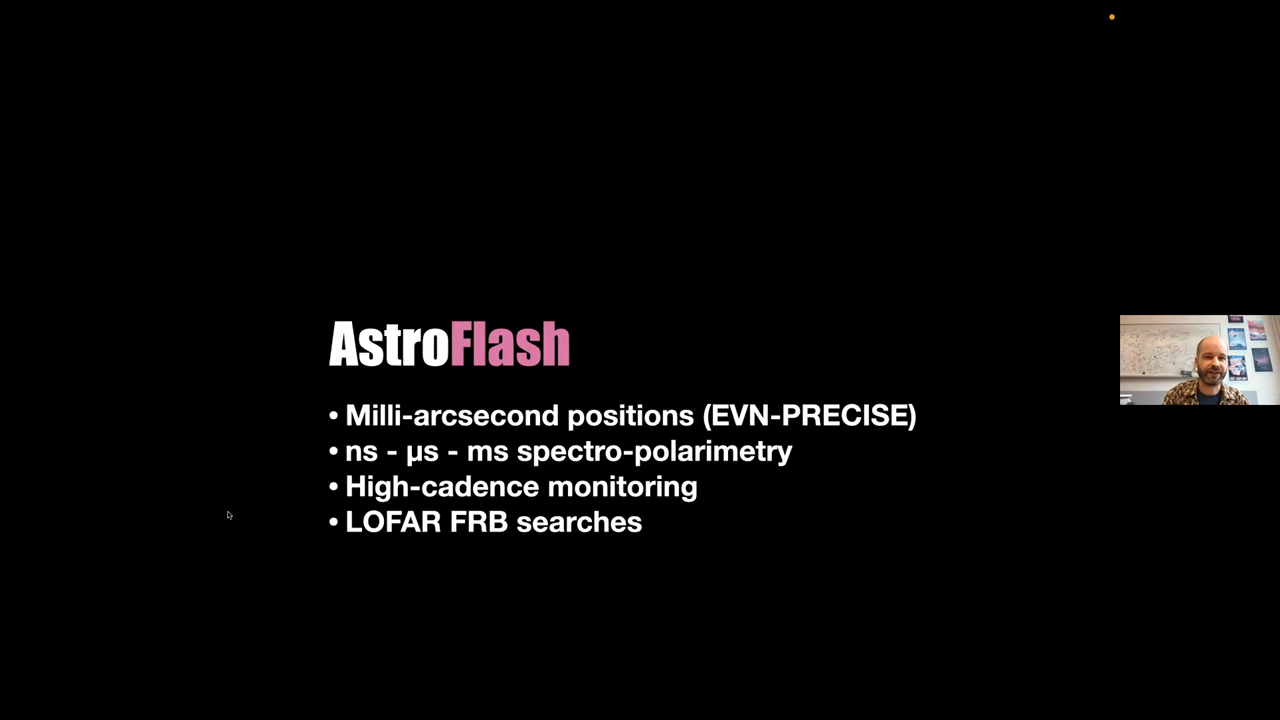 AstroFlash
• Milli-arcsecond positions (EVN-PRECISE)
• ns - µs - ms spectro-polarimetry
• High-cadence monitoring
• LOFAR FRB searches